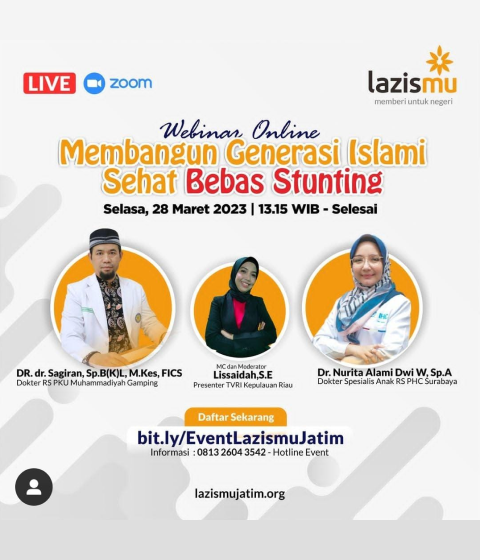 LIVE zoom
lazismu
memberi untuk negeri
Webinar Online
Membangun Generasi Islami
Sehat Bebas Stunting
Selasa, 28 Maret 2023 | 13.15 WIB - Selesai
DR. dr. Sagiran, Sp.B(K)L, M.Kes, FICS
Dokter RS PKU Muhammadiyah Gamping
MC dan Moderator
Lissaidah,S.E
Presenter TVRI Kepulauan Riau
Dr. Nurita Alami Dwi W, Sp.A
Dokter Spesialis Anak RS PHC Surabaya
Daftar Sekarang
bit.ly/EventLazismuJatim
Informasi : 0813 2604 3542 - Hotline Event
lazismujatim.org